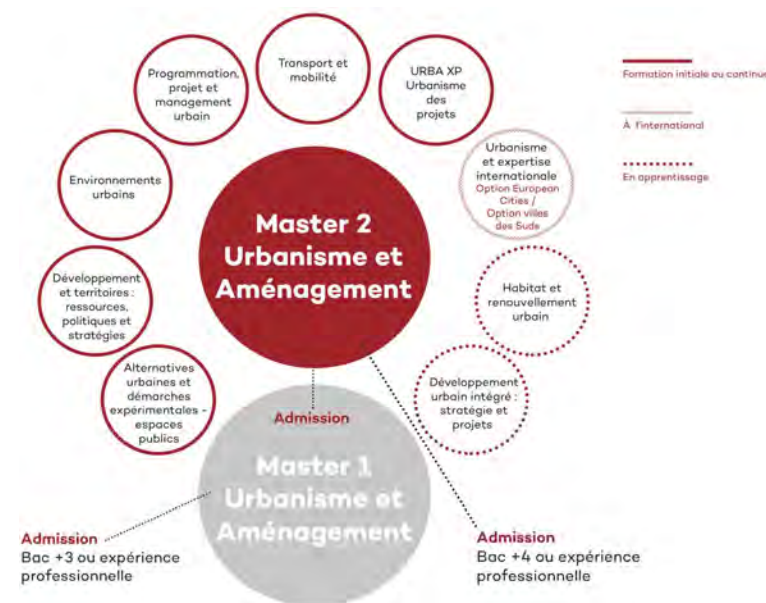 Transport et
mobilité
Programmation,
projet et
management
urbain
URBA XP
Urbanisme
des
projets
Formation initiale ou continue
À l'international
En apprentissage
Environnements
urbains
Urbanisme
et expertise
internationale
Option European
Cities /
Option villes
des Suds
Master 2
Urbanisme et
Aménagement
Développement
et territoires :
ressources,
politiques et
stratégies
Habitat et
renouvellement
urbain
Alternatives
urbaines et
démarches
expérimentales -
espaces
publics
Développement
urbain intégré :
stratégie et
projets
Admission
Master 1
Urbanisme et
Aménagement
Admission
Bac +3 ou expérience
professionnelle
Admission
Bac +4 ou expérience
professionnelle